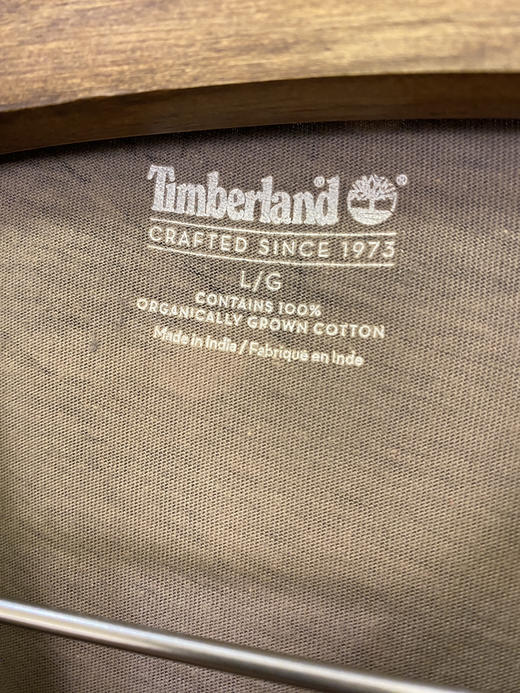 Timberland ®
CRAFTED SINCE 1973
L/G
CONTAINS 100%
ORGANICALLY GROWN COTTON
Made in India / Fabriqué en Inde